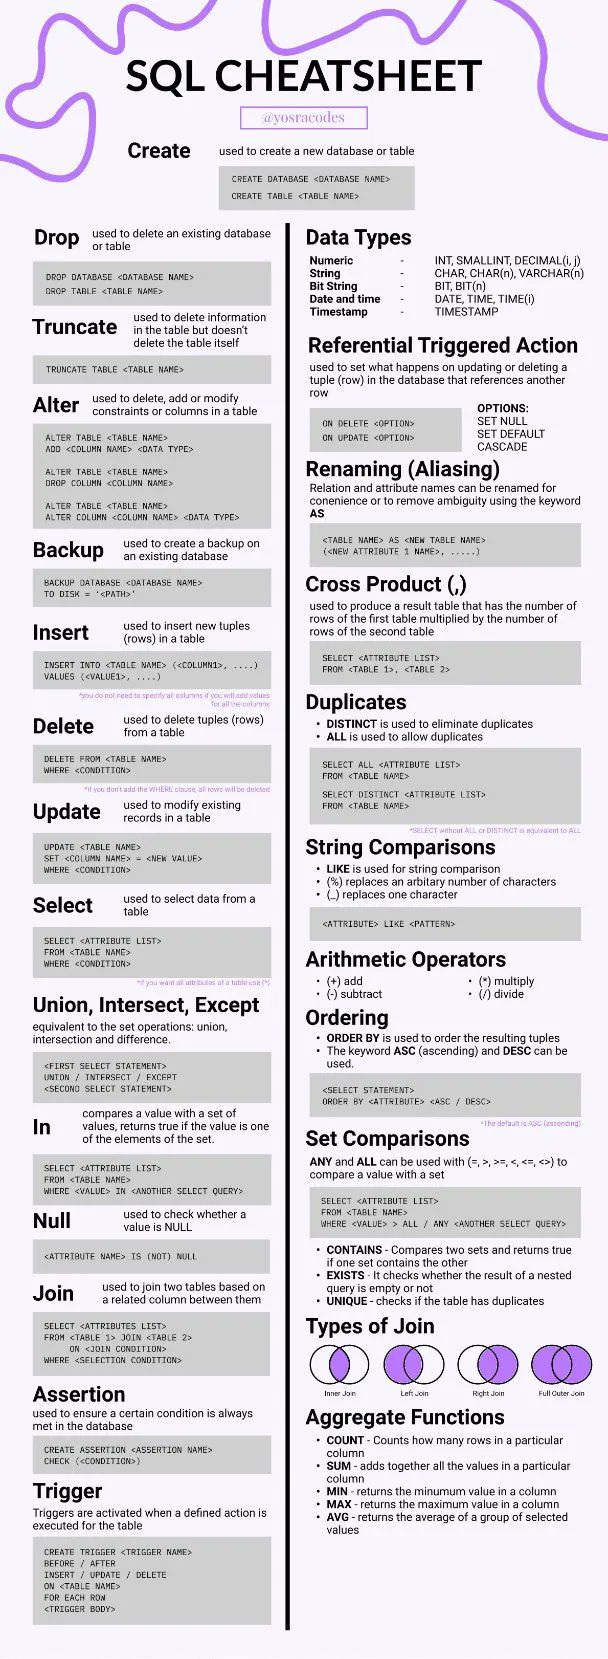 SQL CHEATSHEET
@yosracodes
Create
used to create a new database or table
CREATE DATABASE <DATABASE NAME>
CREATE TABLE <TABLE NAME>
Drop
used to delete an existing database
or table
DROP DATABASE <DATABASE NAME>
DROP TABLE <TABLE NAME>
Truncate
used to delete information
in the table but doesn't
delete the table itself
TRUNCATE TABLE <TABLE NAME>
Alter
used to delete, add or modify
constraints or columns in a table
ALTER TABLE <TABLE NAME>
ADD <COLUMN NAME> <DATA TYPE>
ALTER TABLE <TABLE NAME>
DROP COLUMN <COLUMN NAME>
ALTER TABLE <TABLE NAME>
ALTER COLUMN <COLUMN NAME> <DATA TYPE>
Backup
used to create a backup on
an existing database
BACKUP DATABASE <DATABASE NAME>
TO DISK = '<PATH>'
Insert
used to insert new tuples
(rows) in a table
INSERT INTO <TABLE NAME> (<COLUMN1>, ....)
VALUES (<VALUE1>, ....)
*you do not need to specify all columns if you will add values
for all the columns
Delete
used to delete tuples (rows)
from a table
DELETE FROM <TABLE NAME>
WHERE <CONDITION>
*if you don't add the WHERE clause, all rows will be deleted
Update
used to modify existing
records in a table
UPDATE <TABLE NAME>
SET <COLUMN NAME> = <NEW VALUE>
WHERE <CONDITION>
Select
used to select data from a
table
SELECT <ATTRIBUTE LIST>
FROM <TABLE NAME>
WHERE <CONDITION>
*if you want all attributes of a table use (*)
Union, Intersect, Except
equivalent to the set operations: union,
intersection and difference.
<FIRST SELECT STATEMENT>
UNION / INTERSECT / EXCEPT
<SECOND SELECT STATEMENT>
In
compares a value with a set of
values, returns true if the value is one
of the elements of the set.
SELECT <ATTRIBUTE LIST>
FROM <TABLE NAME>
WHERE <VALUE> IN <ANOTHER SELECT QUERY>
Null
used to check whether a
value is NULL
<ATTRIBUTE NAME> IS (NOT) NULL
Join
used to join two tables based on
a related column between them
SELECT <ATTRIBUTES LIST>
FROM <TABLE 1> JOIN <TABLE 2>
ON <JOIN CONDITION>
WHERE <SELECTION CONDITION>
Assertion
used to ensure a certain condition is always
met in the database
CREATE ASSERTION <ASSERTION NAME>
CHECK (<CONDITION>)
Trigger
Triggers are activated when a defined action is
executed for the table
CREATE TRIGGER <TRIGGER NAME>
BEFORE / AFTER
INSERT / UPDATE / DELETE
ON <TABLE NAME>
FOR EACH ROW
<TRIGGER BODY>
Data Types
Numeric - INT, SMALLINT, DECIMAL(i, j)
String - CHAR, CHAR(n), VARCHAR(n)
Bit String - BIT, BIT(n)
Date and time - DATE, TIME, TIME(i)
Timestamp - TIMESTAMP
Referential Triggered Action
used to set what happens on updating or deleting a
tuple (row) in the database that references another
row
ON DELETE <OPTION>
ON UPDATE <OPTION>
OPTIONS:
SET NULL
SET DEFAULT
CASCADE
Renaming (Aliasing)
Relation and attribute names can be renamed for
conenience or to remove ambiguity using the keyword
AS
<TABLE NAME> AS <NEW TABLE NAME>
(<NEW ATTRIBUTE 1 NAME>, .....)
Cross Product (,)
used to produce a result table that has the number of
rows of the first table multiplied by the number of
rows of the second table
SELECT <ATTRIBUTE LIST>
FROM <TABLE 1>, <TABLE 2>
Duplicates
• DISTINCT is used to eliminate duplicates
• ALL is used to allow duplicates
SELECT ALL <ATTRIBUTE LIST>
FROM <TABLE NAME>
SELECT DISTINCT <ATTRIBUTE LIST>
FROM <TABLE NAME>
*SELECT without ALL or DISTINCT is equivalent to ALL
String Comparisons
• LIKE is used for string comparison
• (%) replaces an arbitary number of characters
• (_) replaces one character
<ATTRIBUTE> LIKE <PATTERN>
Arithmetic Operators
• (+) add
• (-) subtract
• (*) multiply
• (/) divide
Ordering
• ORDER BY is used to order the resulting tuples
• The keyword ASC (ascending) and DESC can be
used.
<SELECT STATEMENT>
ORDER BY <ATTRIBUTE> <ASC / DESC>
*The default is ASC (ascending)
Set Comparisons
ANY and ALL can be used with (=, >, >=, <, <=, <>) to
compare a value with a set
SELECT <ATTRIBUTE LIST>
FROM <TABLE NAME>
WHERE <VALUE> > ALL / ANY <ANOTHER SELECT QUERY>
• CONTAINS - Compares two sets and returns true
if one set contains the other
• EXISTS - It checks whether the result of a nested
query is empty or not
• UNIQUE - checks if the table has duplicates
Types of Join
Inner Join
Left Join
Right Join
Full Outer Join
Aggregate Functions
• COUNT - Counts how many rows in a particular
column
• SUM - adds together all the values in a particular
column
• MIN - returns the minumum value in a column
• MAX - returns the maximum value in a column
• AVG - returns the average of a group of selected
values